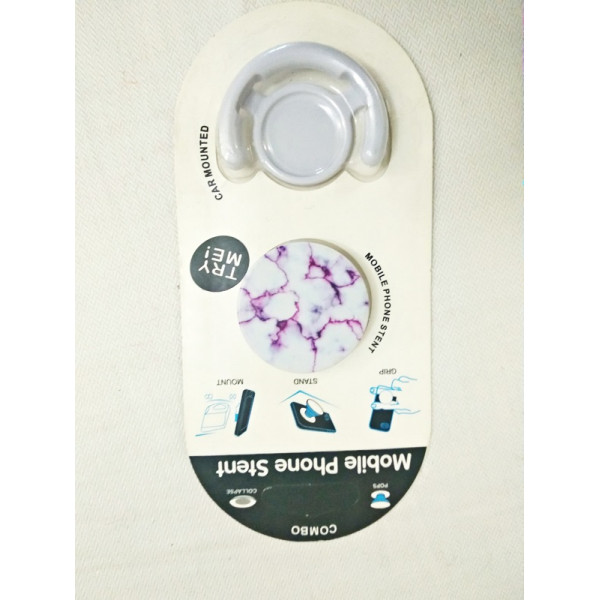 COMBO
POPS
COLLAPSE
Mobile Phone Stent
GRIP
STAND
MOUNT
MOBILE PHONE STENT
TRY
ME!
CAR MOUNTED